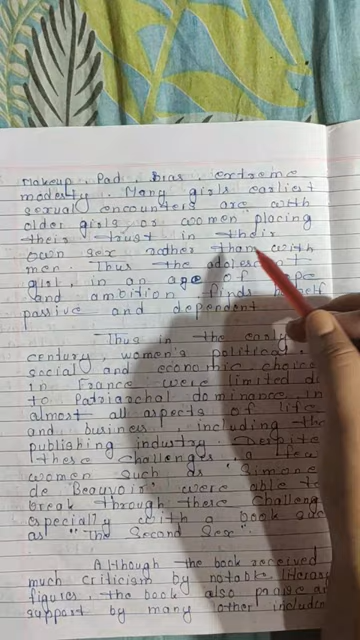 Makeup, Pad, Bras, extreme
modesty. Many girls earliest
sexual encounters are with
older girls or women placing
their trust in their
own sex rather than with
men. Thus the adolescent
girl, in an age of hope
and ambition finds herself
passive and dependent
Thus in the early
century, women's political,
social and economic choices
in France were limited d
to Patriarchal dominance in
almost all aspects of life
and business, including the
publishing industry. Despite
these challenges a few
women such as "Simone
de Beauvoir" were able to
break through these challeng
especially with a book suc
as "The Second Sex"
Although the book received
much criticism by notable literary
figures, the book also praise an
support by many other includin